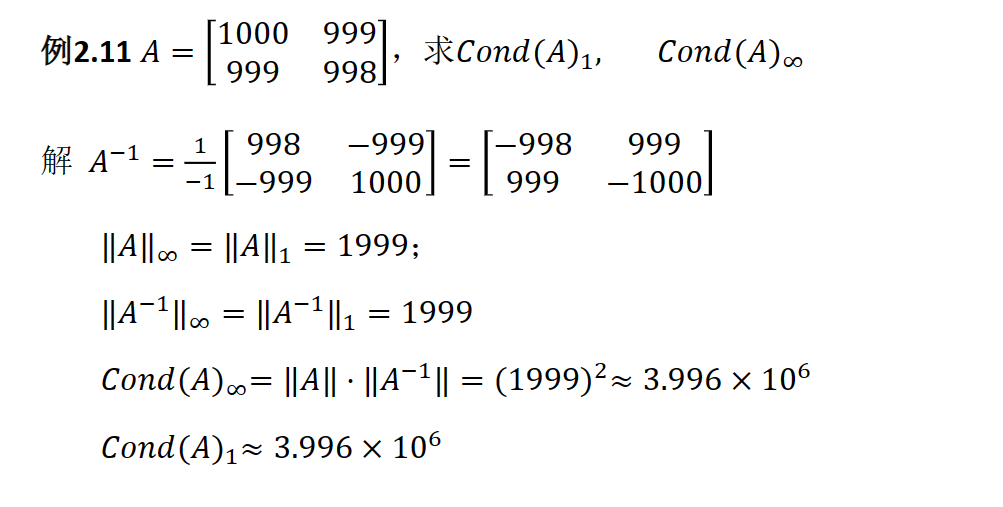 例2.11 A = [1000 999; 999 998], 求Cond(A)₁, Cond(A)∞
解 A⁻¹ = 1/−1 [998 −999; −999 1000] = [−998 999; 999 −1000]
‖A‖∞ = ‖A‖₁ = 1999;
‖A⁻¹‖∞ = ‖A⁻¹‖₁ = 1999
Cond(A)∞= ‖A‖ · ‖A⁻¹‖ = (1999)²≈ 3.996 × 10⁶
Cond(A)₁≈ 3.996 × 10⁶